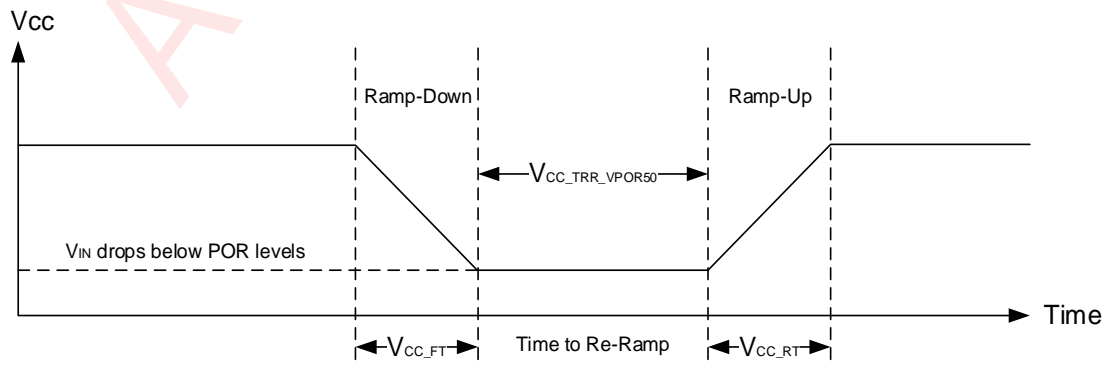 Vcc
Ramp-Down
Ramp-Up
VCC_TRR_VPOR50
VIN drops below POR levels
Time
VCC_FT
Time to Re-Ramp
VCC_RT